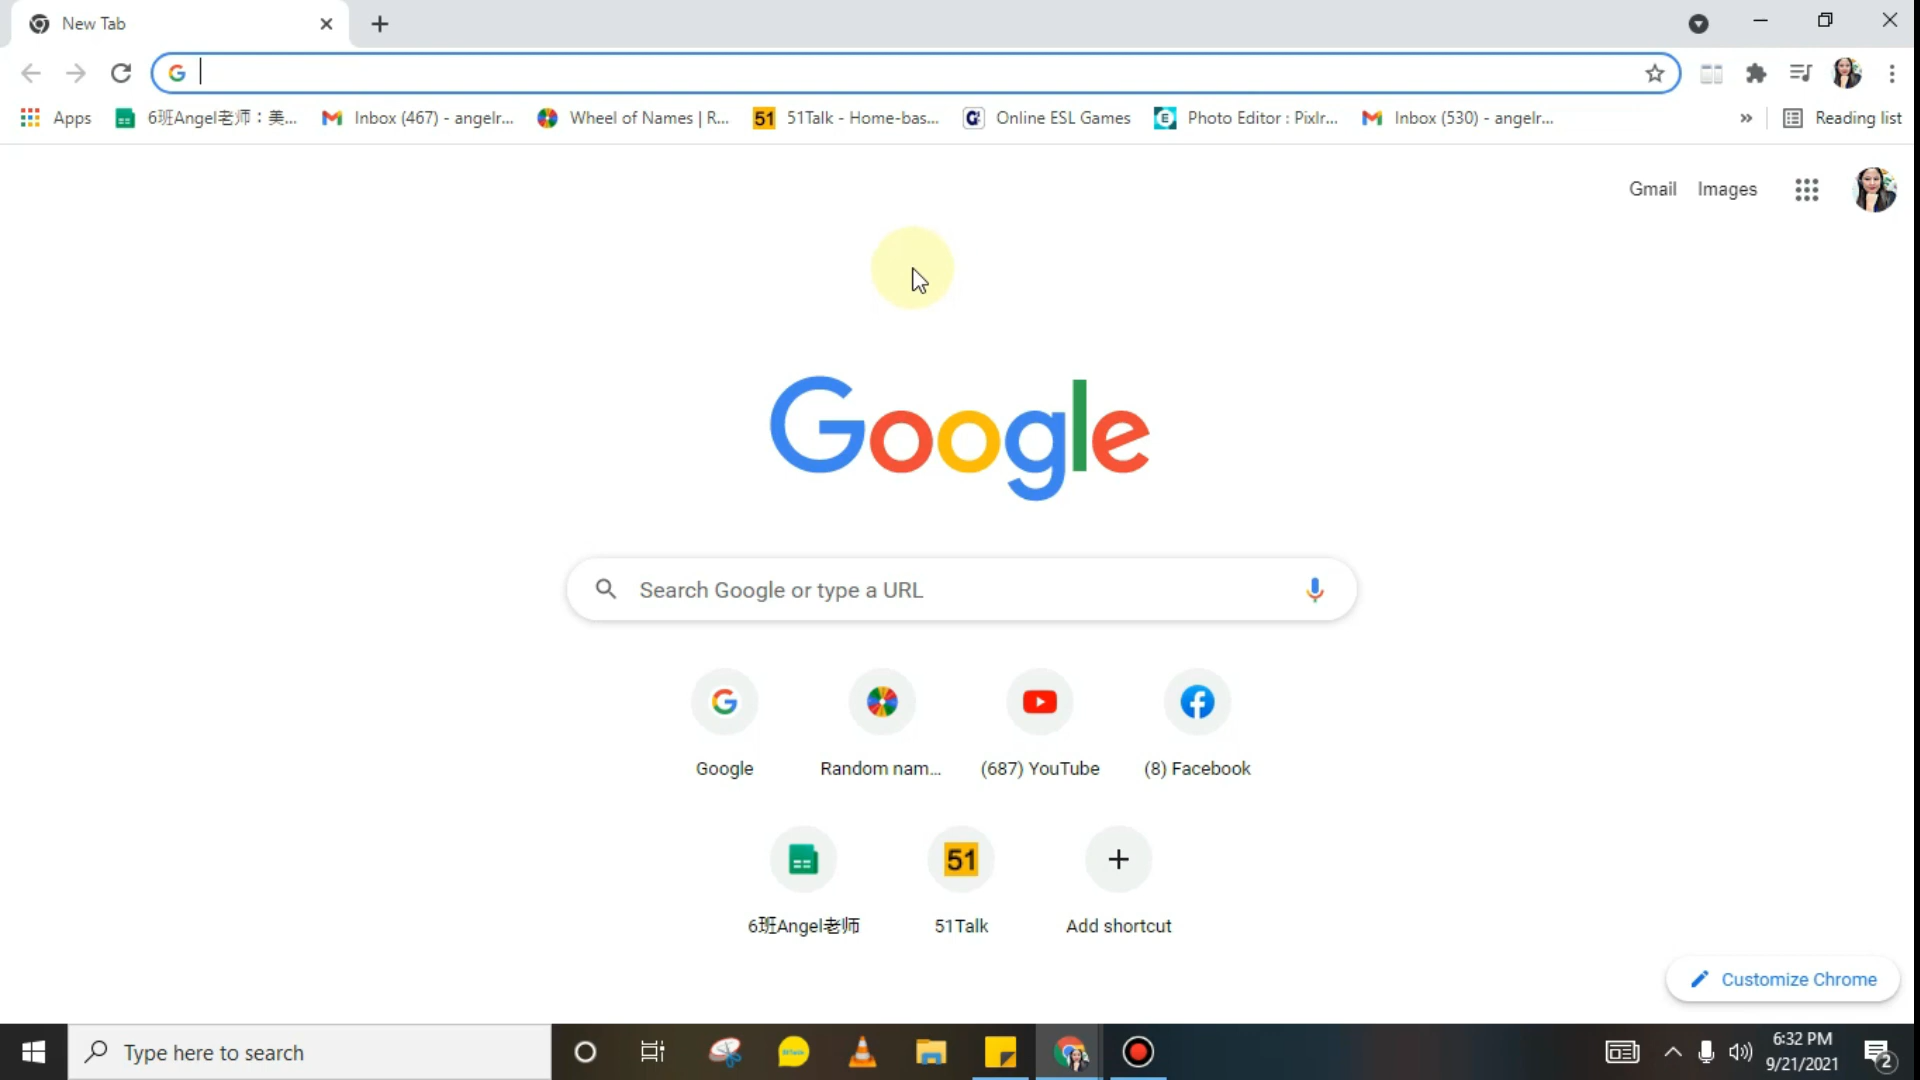 New Tab
Apps
6班Angel老师：美...
Inbox (467) - angelr...
Wheel of Names | R...
51
51Talk - Home-bas...
Online ESL Games
Photo Editor : Pixlr...
Inbox (530) - angelr...
»
Reading list
Gmail
Images
Google
Search Google or type a URL
Google
Random nam...
(687) YouTube
(8) Facebook
51
6班Angel老师
51Talk
Add shortcut
Customize Chrome
Type here to search
6:32 PM
9/21/2021
2